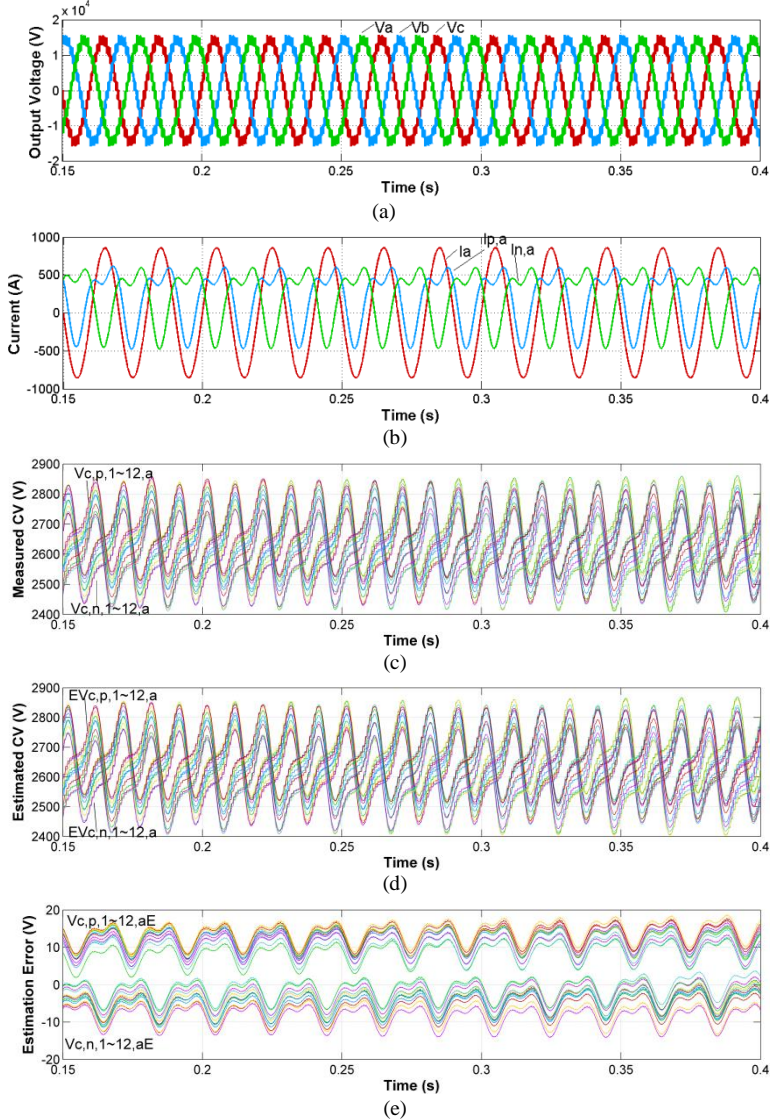 2 x 10⁴
Va Vb Vc
Output Voltage (V)
1
0
-1
-2
0.15 0.2 0.25 0.3 0.35 0.4
Time (s)
(a)
1000
500
0
-500
-1000
Current (A)
Ia Ip,a In,a
0.15 0.2 0.25 0.3 0.35 0.4
Time (s)
(b)
2900
2800
2700
2600
2500
2400
Measured CV (V)
Vc,p,1~12,a
Vc,n,1~12,a
0.15 0.2 0.25 0.3 0.35 0.4
Time (s)
(c)
2900
2800
2700
2600
2500
2400
Estimated CV (V)
EVc,p,1~12,a
EVc,n,1~12,a
0.15 0.2 0.25 0.3 0.35 0.4
Time (s)
(d)
20
10
0
-10
-20
Estimation Error (V)
Vc,p,1~12,aE
Vc,n,1~12,aE
0.15 0.2 0.25 0.3 0.35 0.4
Time (s)
(e)